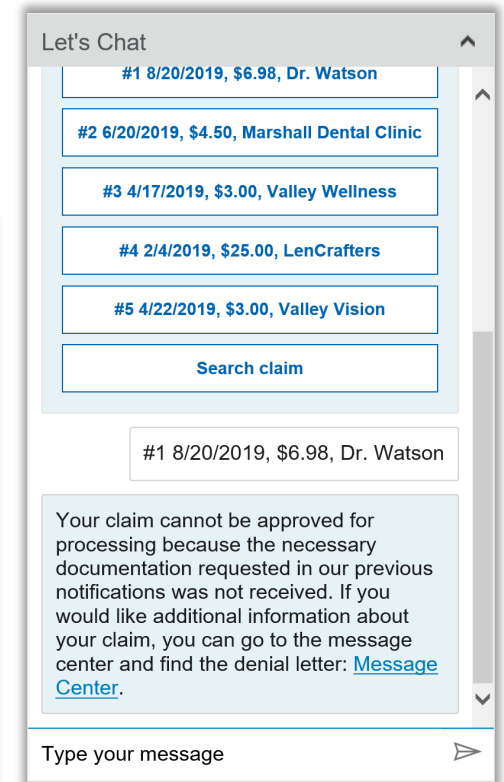 Let's Chat
#1 8/20/2019, $6.98, Dr. Watson
#2 6/20/2019, $4.50, Marshall Dental Clinic
#3 4/17/2019, $3.00, Valley Wellness
#4 2/4/2019, $25.00, LenCrafters
#5 4/22/2019, $3.00, Valley Vision
Search claim
#1 8/20/2019, $6.98, Dr. Watson
Your claim cannot be approved for
processing because the necessary
documentation requested in our previous
notifications was not received. If you
would like additional information about
your claim, you can go to the message
center and find the denial letter: Message
Center.
Type your message